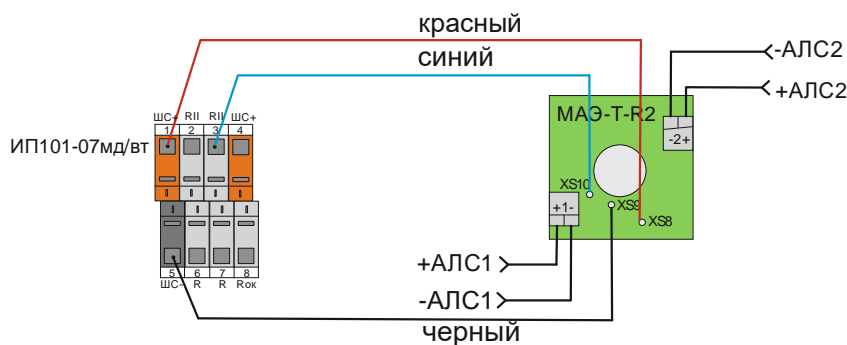 красный
синий
-АЛС2
+АЛС2
ШС+ RII RII ШС+
1 2 3 4
МАЭ-Т-R2
-2+
ИП101-07мд/вт
XS10
XS9
+1-
XS8
+АЛС1
-АЛС1
5 6 7 8
ШС- R R Rок
черный